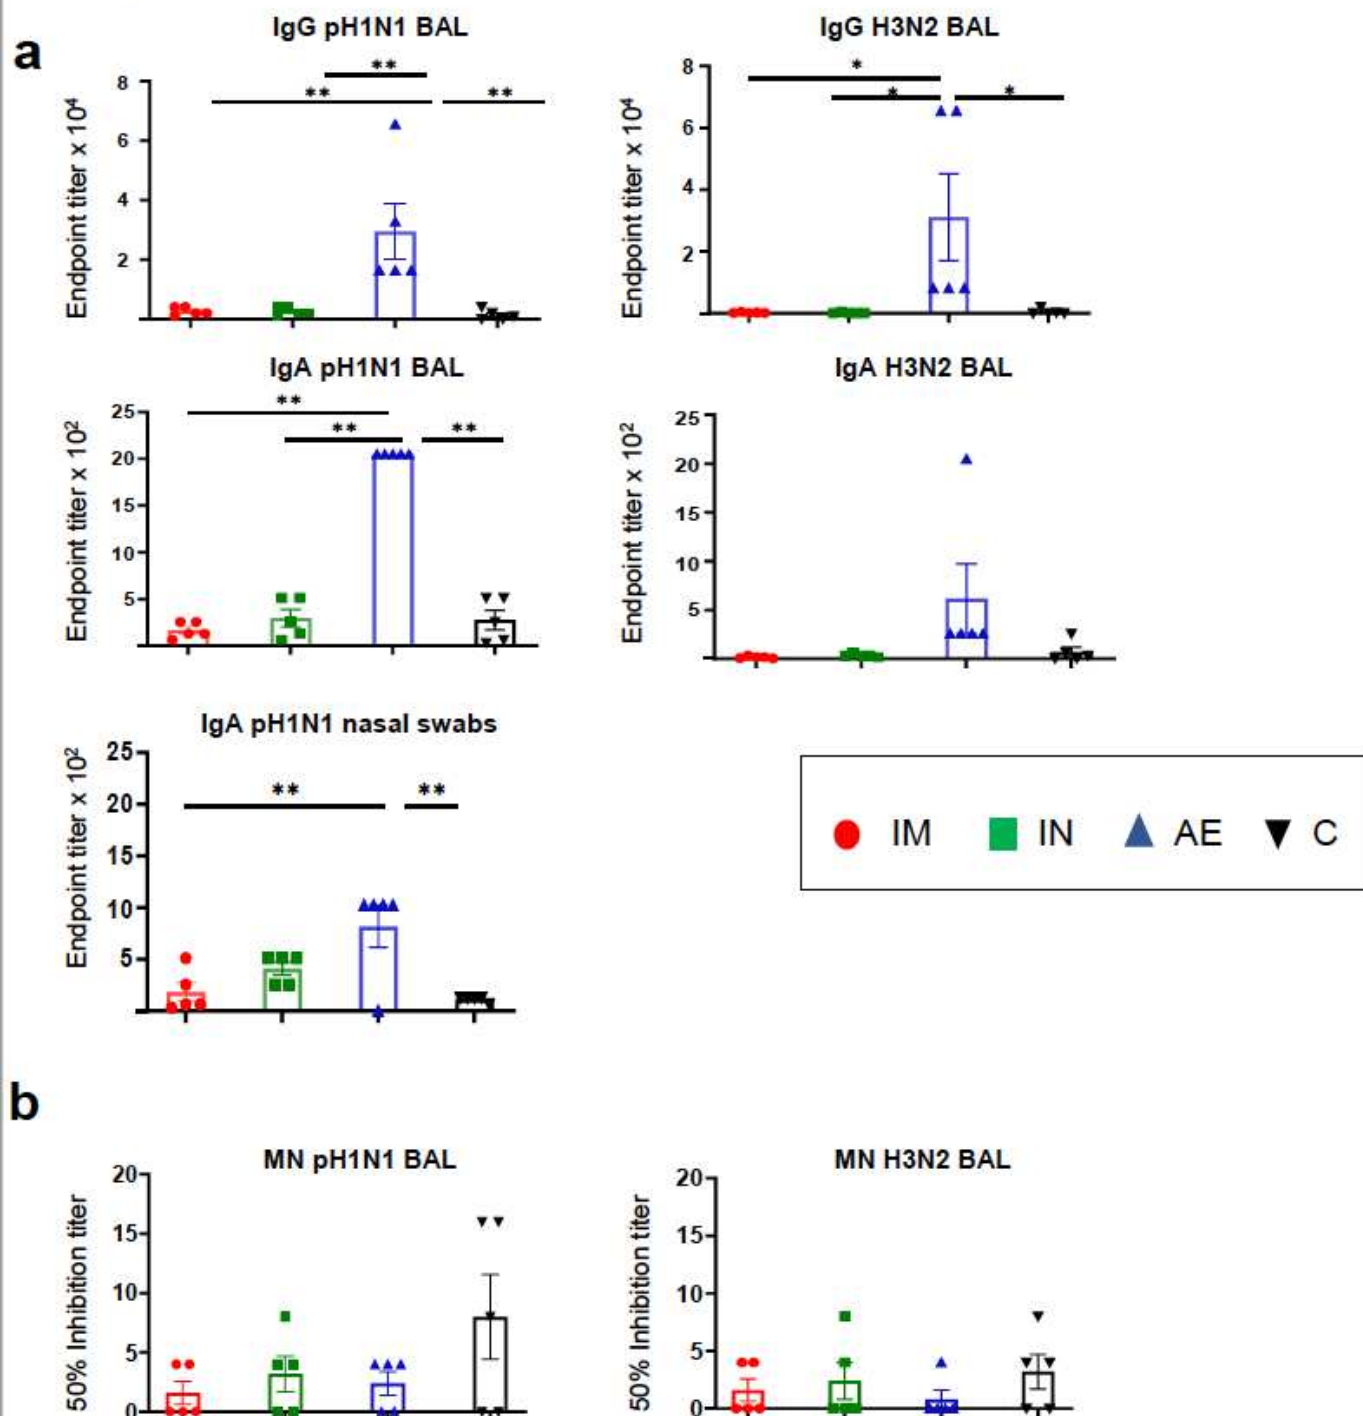 a
IgG pH1N1 BAL
Endpoint titer x 10⁴
8
6
4
2
**
**
**
IgG H3N2 BAL
Endpoint titer x 10⁴
8
6
4
2
*
*
*
IgA pH1N1 BAL
Endpoint titer x 10²
25
20
15
10
5
**
**
**
IgA H3N2 BAL
Endpoint titer x 10²
25
20
15
10
5
IgA pH1N1 nasal swabs
Endpoint titer x 10²
25
20
15
10
5
**
**
IM IN AE C
b
MN pH1N1 BAL
50% Inhibition titer
20
15
10
5
0
MN H3N2 BAL
50% Inhibition titer
20
15
10
5
0